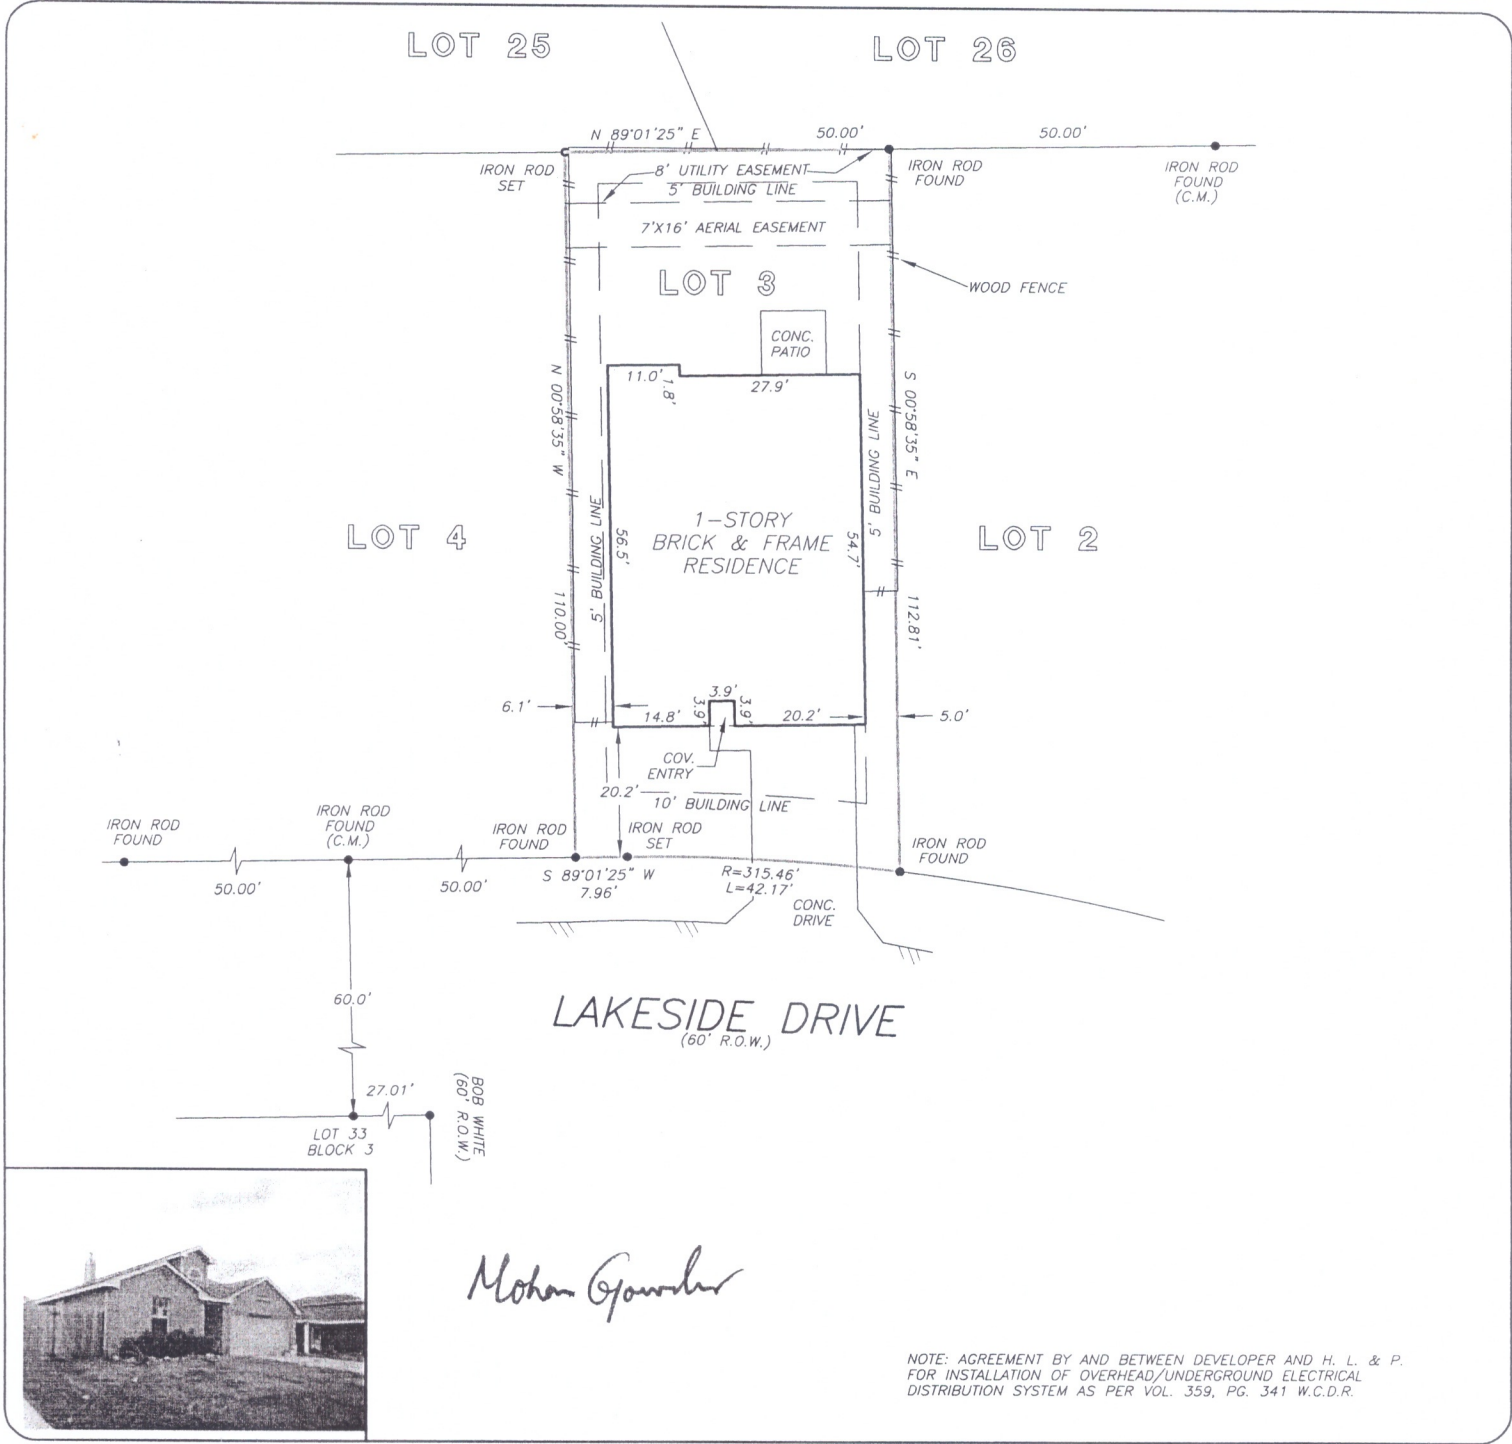 LOT 25
LOT 26
N 89°01'25" E
50.00'
50.00'
IRON ROD
SET
8' UTILITY EASEMENT
5' BUILDING LINE
IRON ROD
FOUND
IRON ROD
FOUND
(C.M.)
7'X16' AERIAL EASEMENT
LOT 3
WOOD FENCE
CONC.
PATIO
11.0'
1.8'
27.9'
N 00°58'35" W
S 00°58'35" E
5' BUILDING LINE
5' BUILDING LINE
LOT 4
56.5'
1-STORY
BRICK & FRAME
RESIDENCE
54.7'
LOT 2
110.00'
112.81'
6.1'
14.8'
3.9'
3.9'
3.9'
20.2'
5.0'
COV.
ENTRY
20.2'
10' BUILDING LINE
IRON ROD
FOUND
IRON ROD
FOUND
(C.M.)
IRON ROD
FOUND
IRON ROD
SET
IRON ROD
FOUND
50.00'
50.00'
S 89°01'25" W
7.96'
R=315.46'
L=42.17'
CONC.
DRIVE
60.0'
LAKESIDE DRIVE
(60' R.O.W.)
27.01'
BOB WHITE
(60' R.O.W.)
LOT 33
BLOCK 3
NOTE: AGREEMENT BY AND BETWEEN DEVELOPER AND H. L. & P.
FOR INSTALLATION OF OVERHEAD/UNDERGROUND ELECTRICAL
DISTRIBUTION SYSTEM AS PER VOL. 359, PG. 341 W.C.D.R.